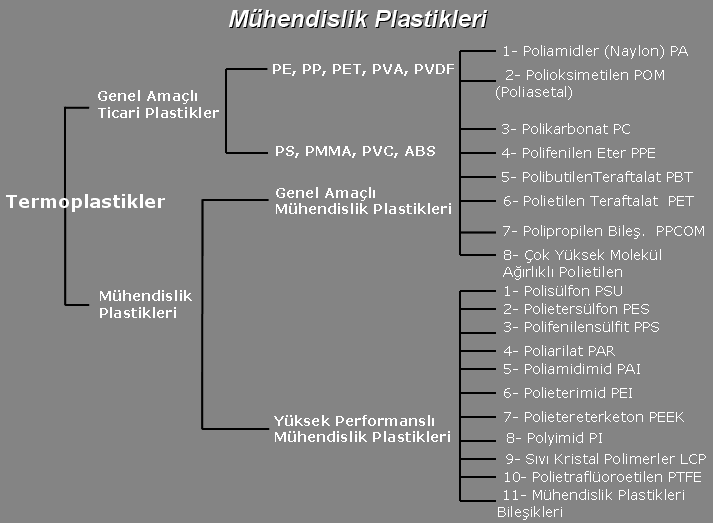 Mühendislik Plastikleri
Termoplastikler
Genel Amaçlı
Ticari Plastikler
PE, PP, PET, PVA, PVDF
PS, PMMA, PVC, ABS
Mühendislik
Plastikleri
Genel Amaçlı
Mühendislik Plastikleri
1- Poliamidler (Naylon) PA
2- Polioksimetilen POM
(Poliasetal)
3- Polikarbonat PC
4- Polifenilen Eter PPE
5- PolibutilenTeraftalat PBT
6- Polietilen Teraftalat PET
7- Polipropilen Bileş. PPCOM
8- Çok Yüksek Molekül
Ağırlıklı Polietilen
Yüksek Performanslı
Mühendislik Plastikleri
1- Polisülfon PSU
2- Polietersülfon PES
3- Polifenilensülfit PPS
4- Poliarilat PAR
5- Poliamidimid PAI
6- Polieterimid PEI
7- Polietereterketon PEEK
8- Polyimid PI
9- Sıvı Kristal Polimerler LCP
10- Polietraflüoroetilen PTFE
11- Mühendislik Plastikleri
Bileşikleri